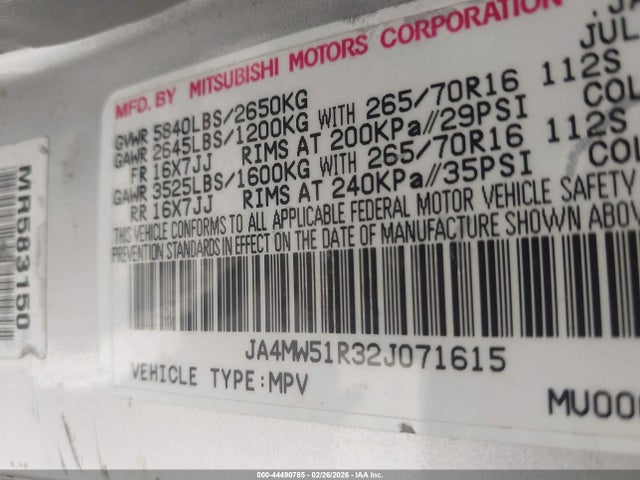 MFD. BY MITSUBISHI MOTORS CORPORATION
JUL
GVWR 5840LBS/2650KG
GAWR 2645LBS/1200KG WITH 265/70R16 112S
FR 16X7JJ RIMS AT 200KPa//29PSI COL
GAWR 3525LBS/1600KG WITH 265/70R16 112S
RR 16X7JJ RIMS AT 240KPa//35PSI COL
THIS VEHICLE CONFORMS TO ALL APPLICABLE FEDERAL MOTOR VEHICLE SAFETY
PREVENTION STANDARDS IN EFFECT ON THE DATE OF MANUFACTURE SHOWN ABOV
JA4MW51R32J071615
VEHICLE TYPE:MPV
MV000
MR583150
000-44490785 - 02/26/2026 - IAA Inc.